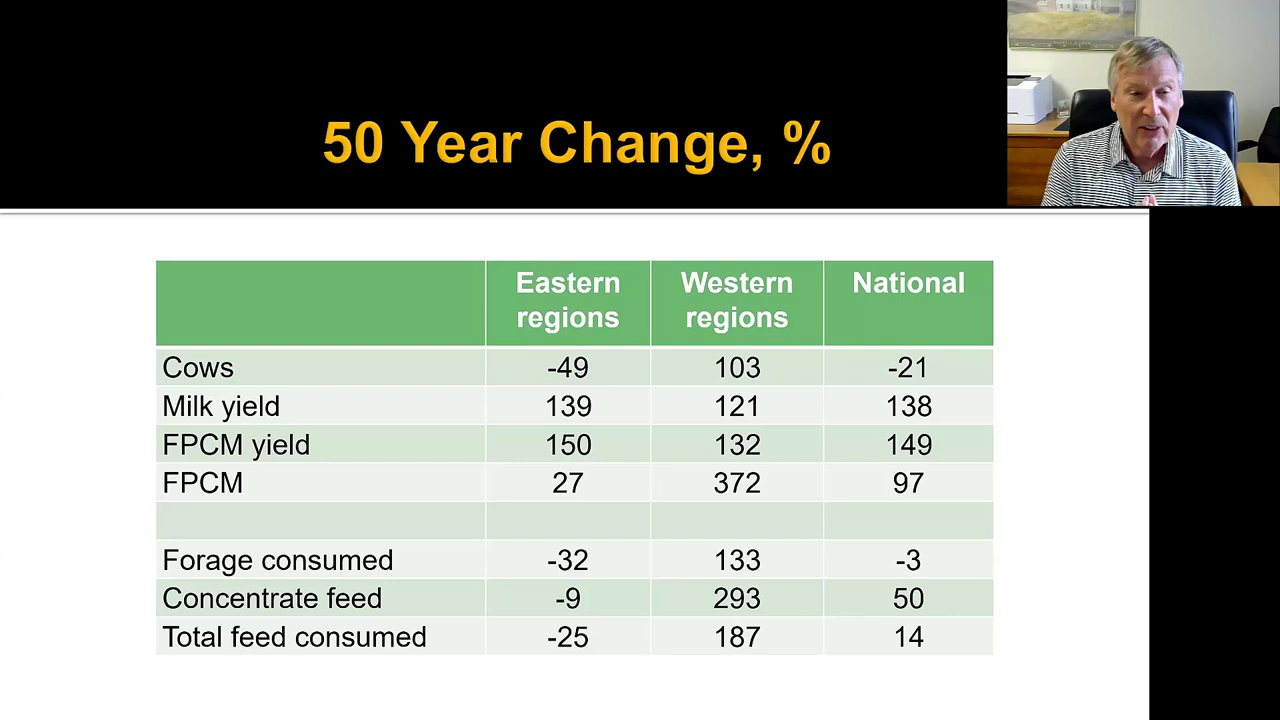 50 Year Change, %
Eastern regions Western regions National
Cows -49 103 -21
Milk yield 139 121 138
FPCM yield 150 132 149
FPCM 27 372 97
Forage consumed -32 133 -3
Concentrate feed -9 293 50
Total feed consumed -25 187 14